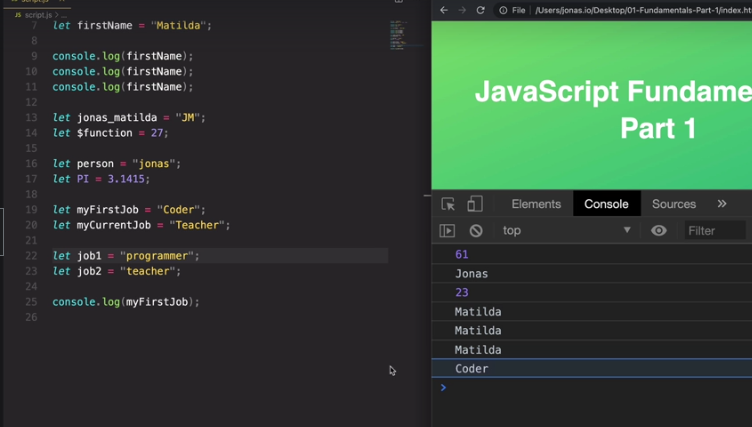 script.js
JS script.js > ...
7 let firstName = "Matilda";
8
9 console.log(firstName);
10 console.log(firstName);
11 console.log(firstName);
12
13 let jonas_matilda = "JM";
14 let $function = 27;
15
16 let person = "jonas";
17 let PI = 3.1415;
18
19 let myFirstJob = "Coder";
20 let myCurrentJob = "Teacher";
21
22 let job1 = "programmer";
23 let job2 = "teacher";
24
25 console.log(myFirstJob);
26
File | /Users/jonas.io/Desktop/01-Fundamentals-Part-1/index.ht
JavaScript Fundame
Part 1
Elements Console Sources »
top Filter
61
Jonas
23
Matilda
Matilda
Matilda
Coder
>